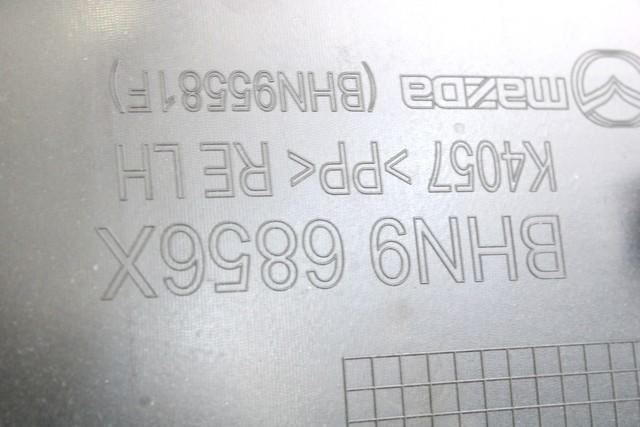 BHN9 6856X
K4057 >PP< RE LH
mazda (BHN95581F)